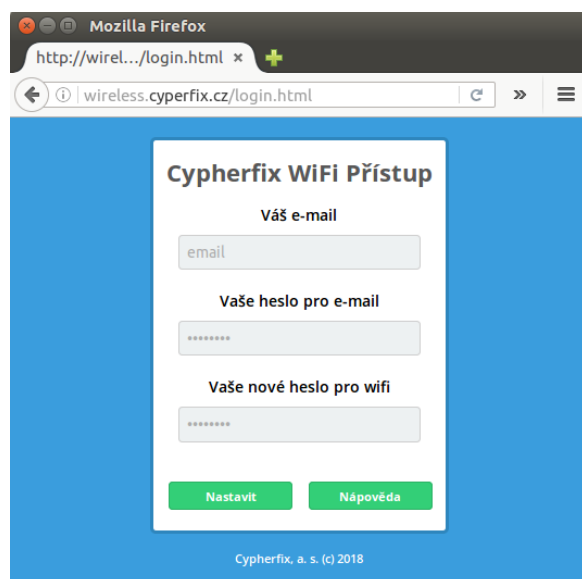 Mozilla Firefox
http://wirel.../login.html
wireless.cyperfix.cz/login.html
Cypherfix WiFi Přístup
Váš e-mail
email
Vaše heslo pro e-mail
••••••••
Vaše nové heslo pro wifi
••••••••
Nastavit Nápověda
Cypherfix, a. s. (c) 2018